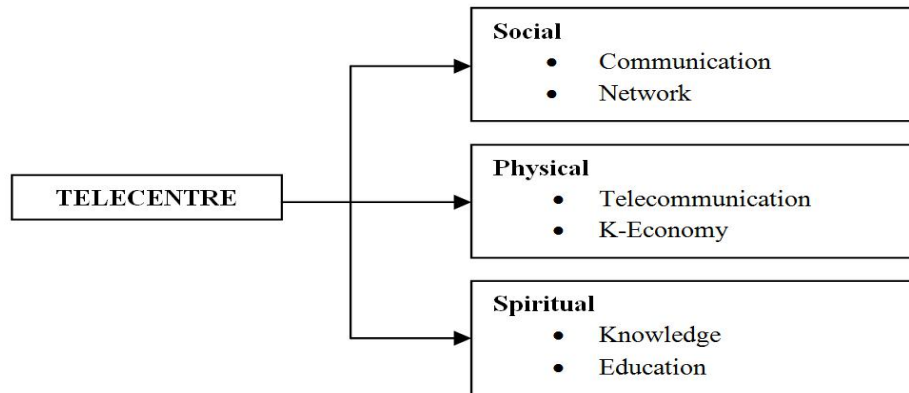 TELECENTRE
Social
• Communication
• Network
Physical
• Telecommunication
• K-Economy
Spiritual
• Knowledge
• Education